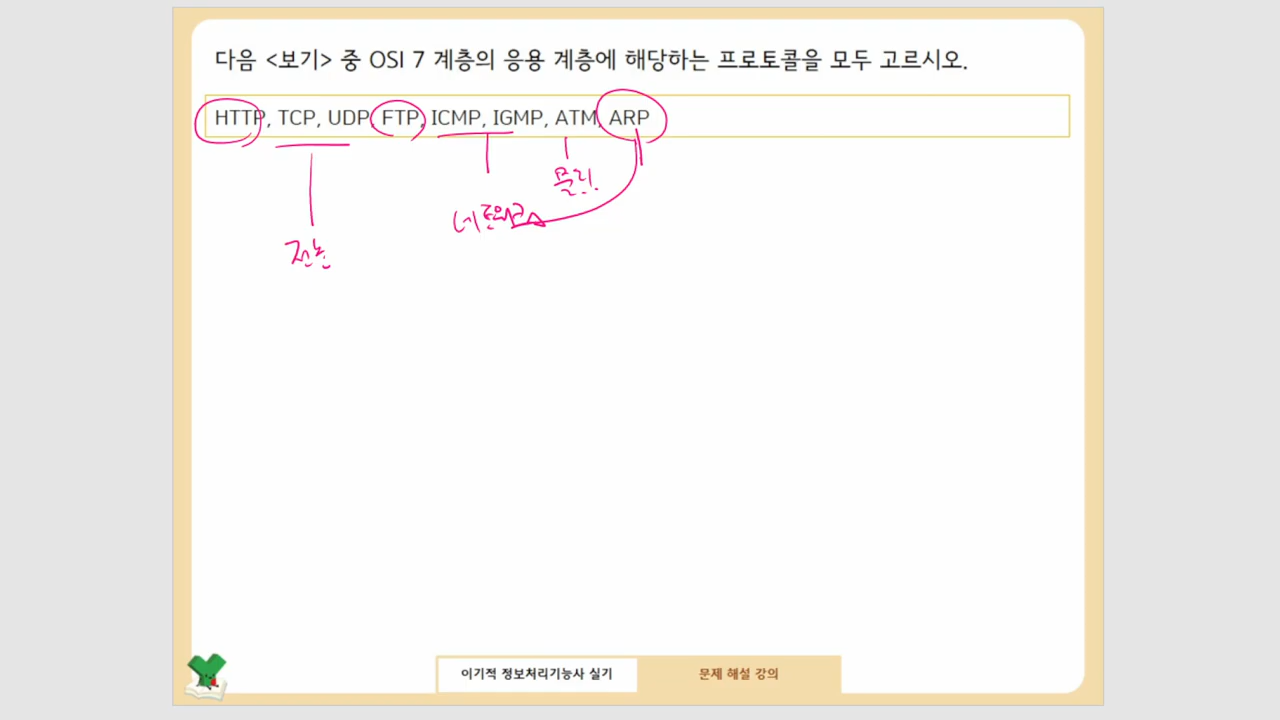 다음 <보기> 중 OSI 7 계층의 응용 계층에 해당하는 프로토콜을 모두 고르시오.
HTTP, TCP, UDP, FTP, ICMP, IGMP, ATM, ARP
물리
네트워크
전송
이기적 정보처리기능사 실기
문제 해설 강의